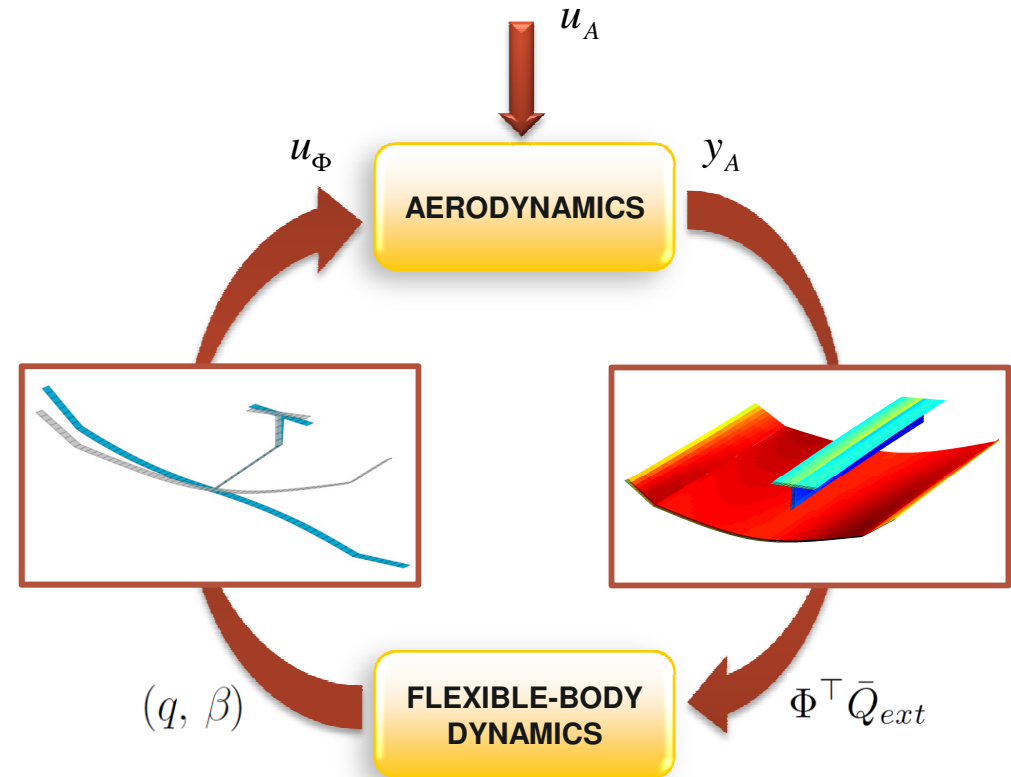 u_A
u_Φ
y_A
AERODYNAMICS
(q, β)
FLEXIBLE-BODY
DYNAMICS
Φ^⊤ Q̄_ext